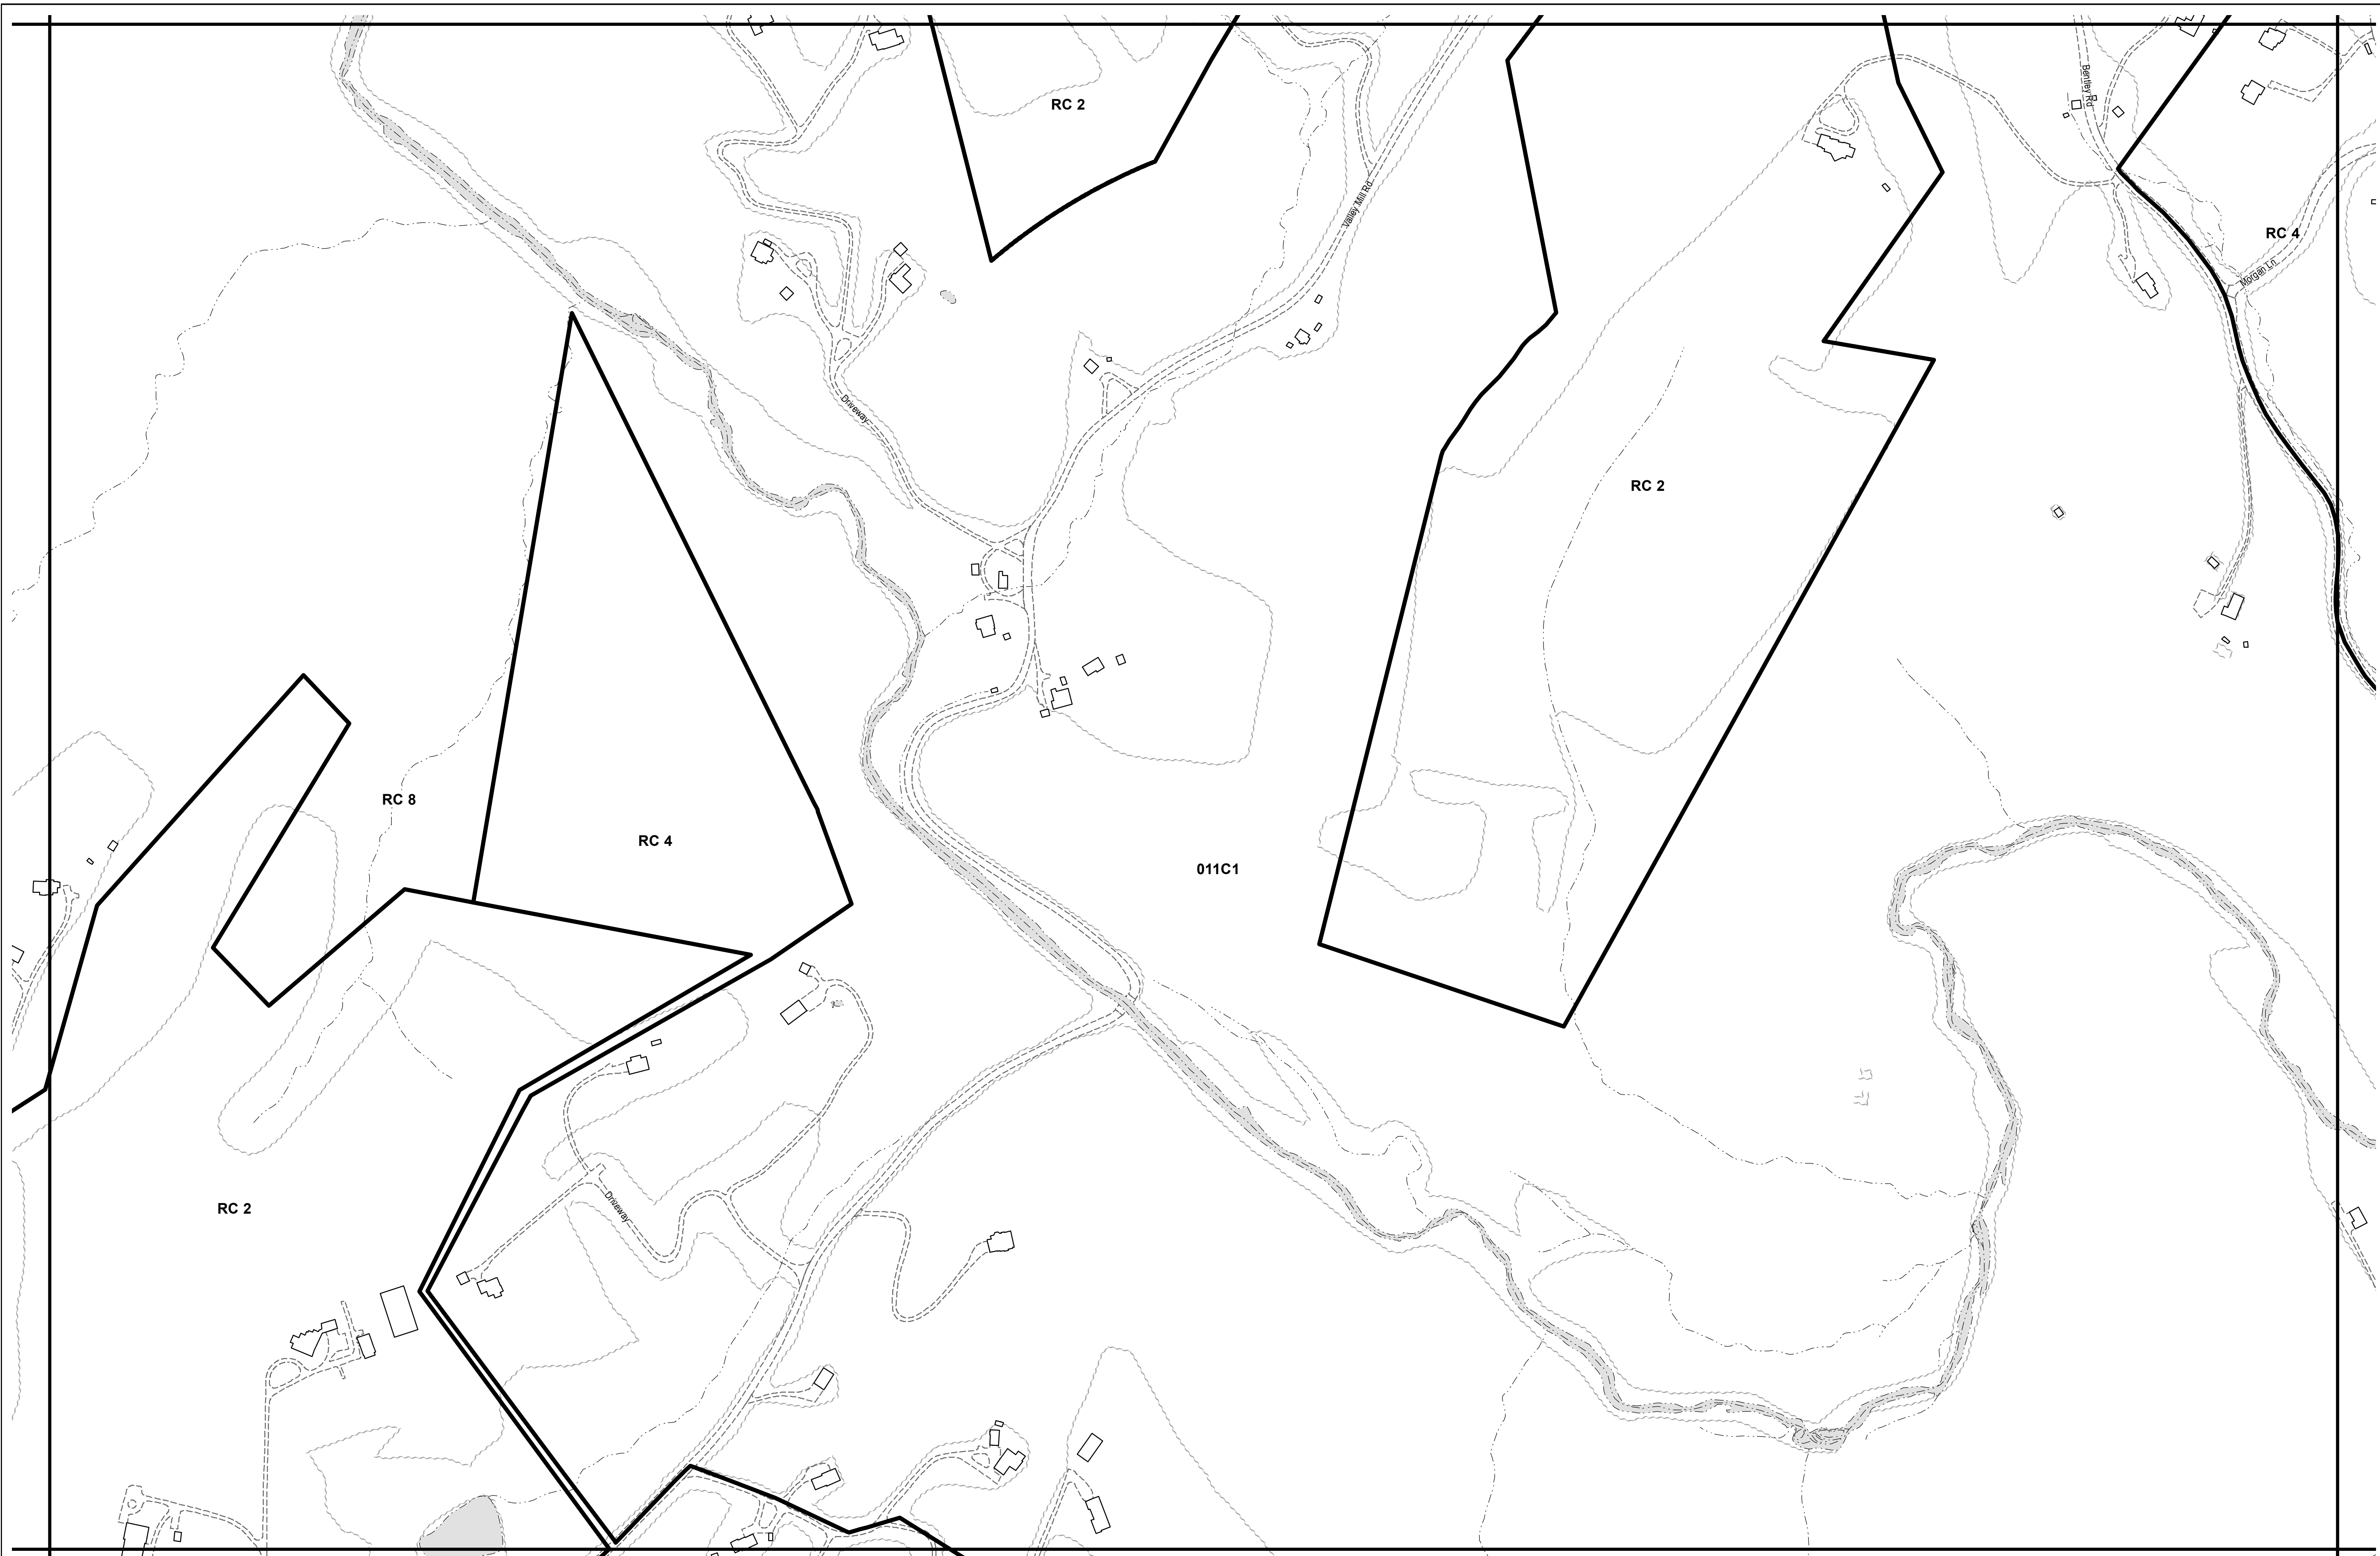 RC 2
Bentley Rd
Valley Mill Rd
RC 4
Morgan Ln
Driveway
RC 2
RC 8
RC 4
011C1
Driveway
RC 2